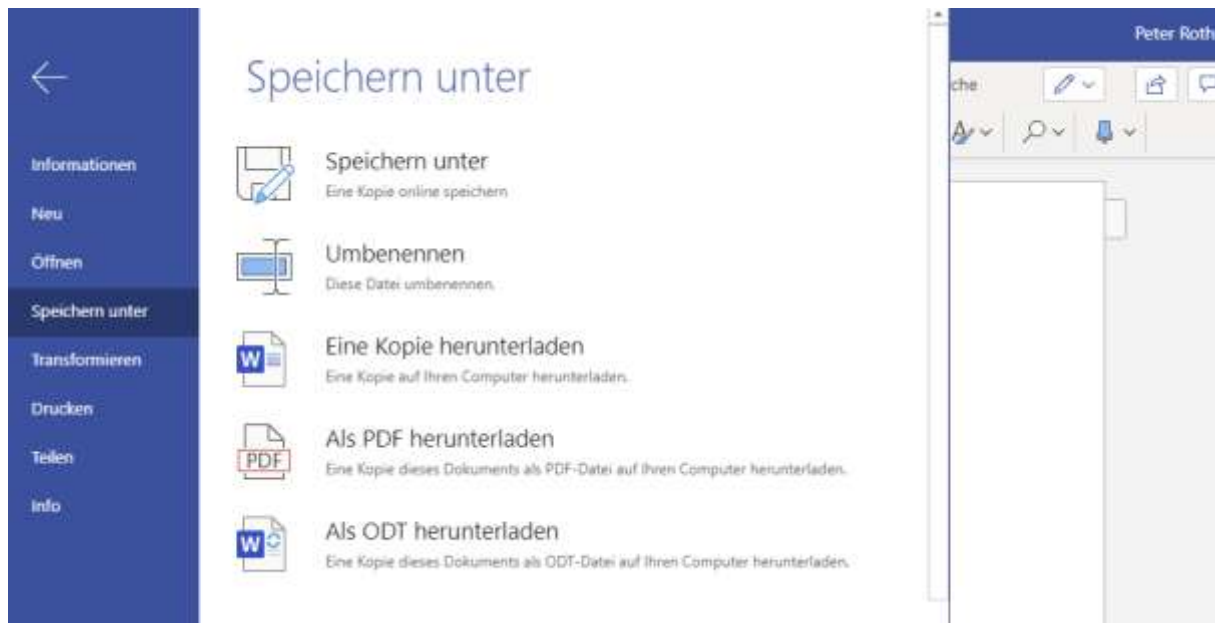 Peter Roth
Speichern unter
che
Informationen
Neu
Öffnen
Speichern unter
Transformieren
Drucken
Teilen
Info
Speichern unter
Eine Kopie online speichern
Umbenennen
Diese Datei umbenennen.
W
Eine Kopie herunterladen
Eine Kopie auf Ihren Computer herunterladen.
PDF
Als PDF herunterladen
Eine Kopie dieses Dokuments als PDF-Datei auf Ihren Computer herunterladen.
W
Als ODT herunterladen
Eine Kopie dieses Dokuments als ODT-Datei auf Ihren Computer herunterladen.